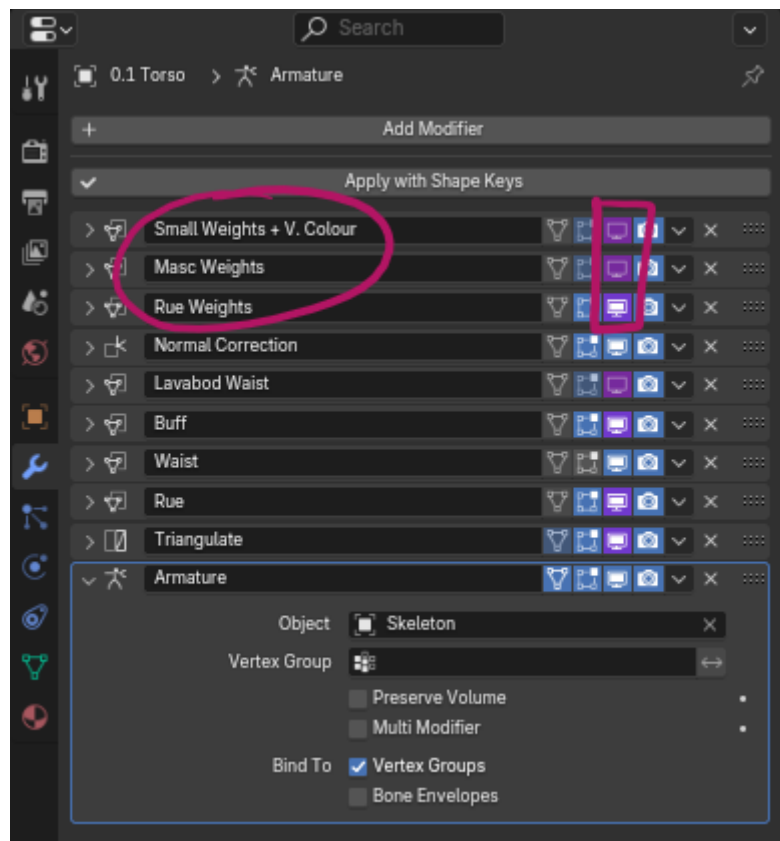 Search
0.1 Torso > Armature
+ Add Modifier
Apply with Shape Keys
Small Weights + V. Colour
Masc Weights
Rue Weights
Normal Correction
Lavabod Waist
Buff
Waist
Rue
Triangulate
Armature
Object Skeleton
Vertex Group
Preserve Volume
Multi Modifier
Bind To Vertex Groups
Bone Envelopes